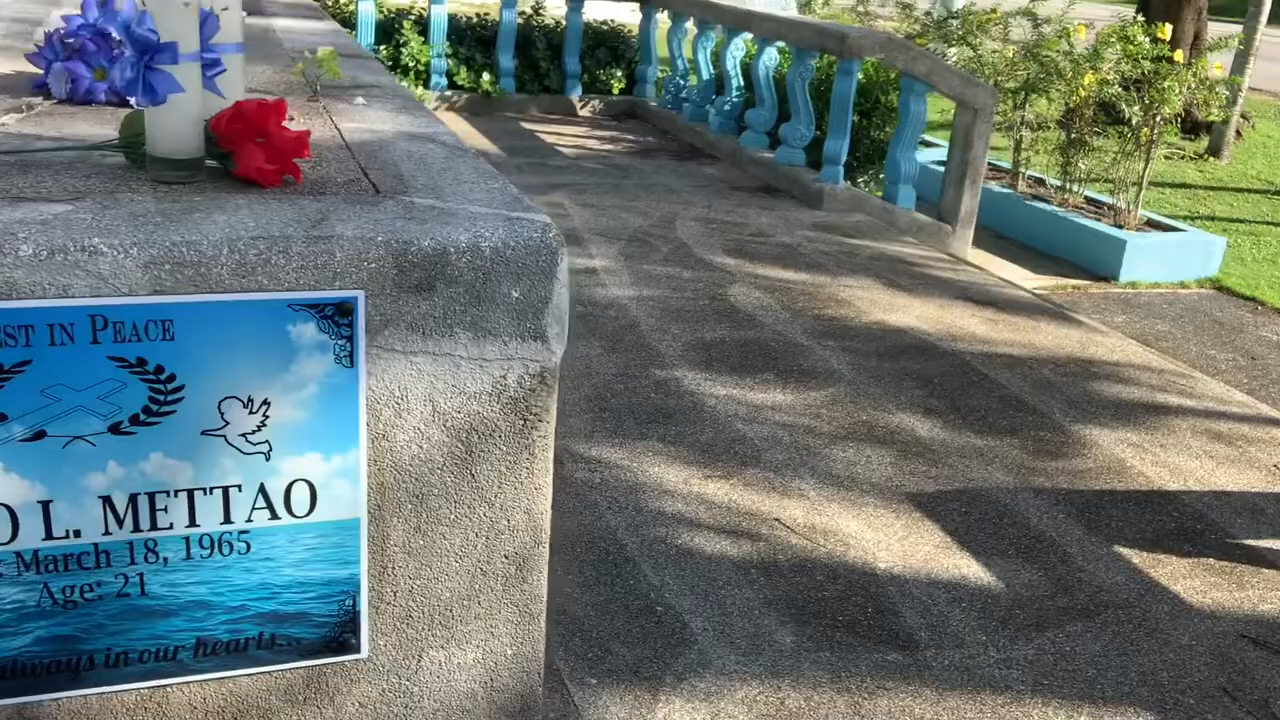 EST IN PEACE
O L. METTAO
: March 18, 1965
Age: 21
always in our hearts...